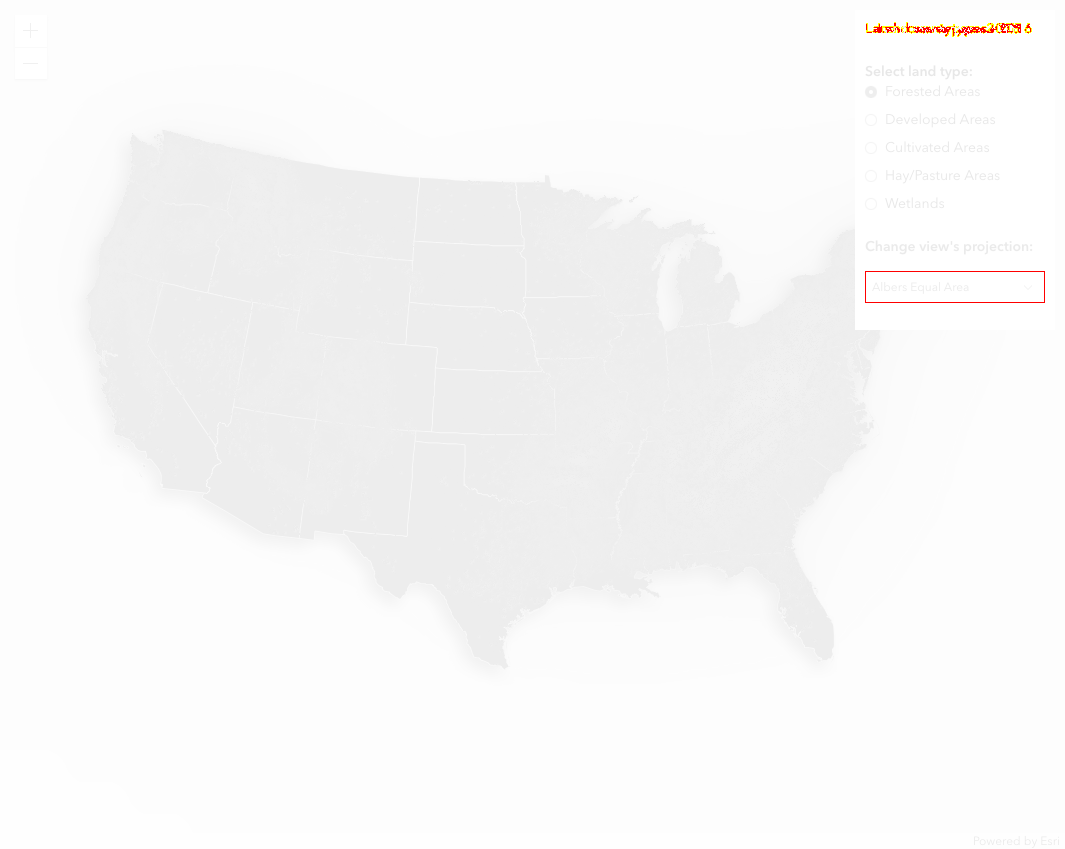 Select land type:
Forested Areas
Developed Areas
Cultivated Areas
Hay/Pasture Areas
Wetlands
Change view's projection:
Albers Equal Area
Powered by Esri